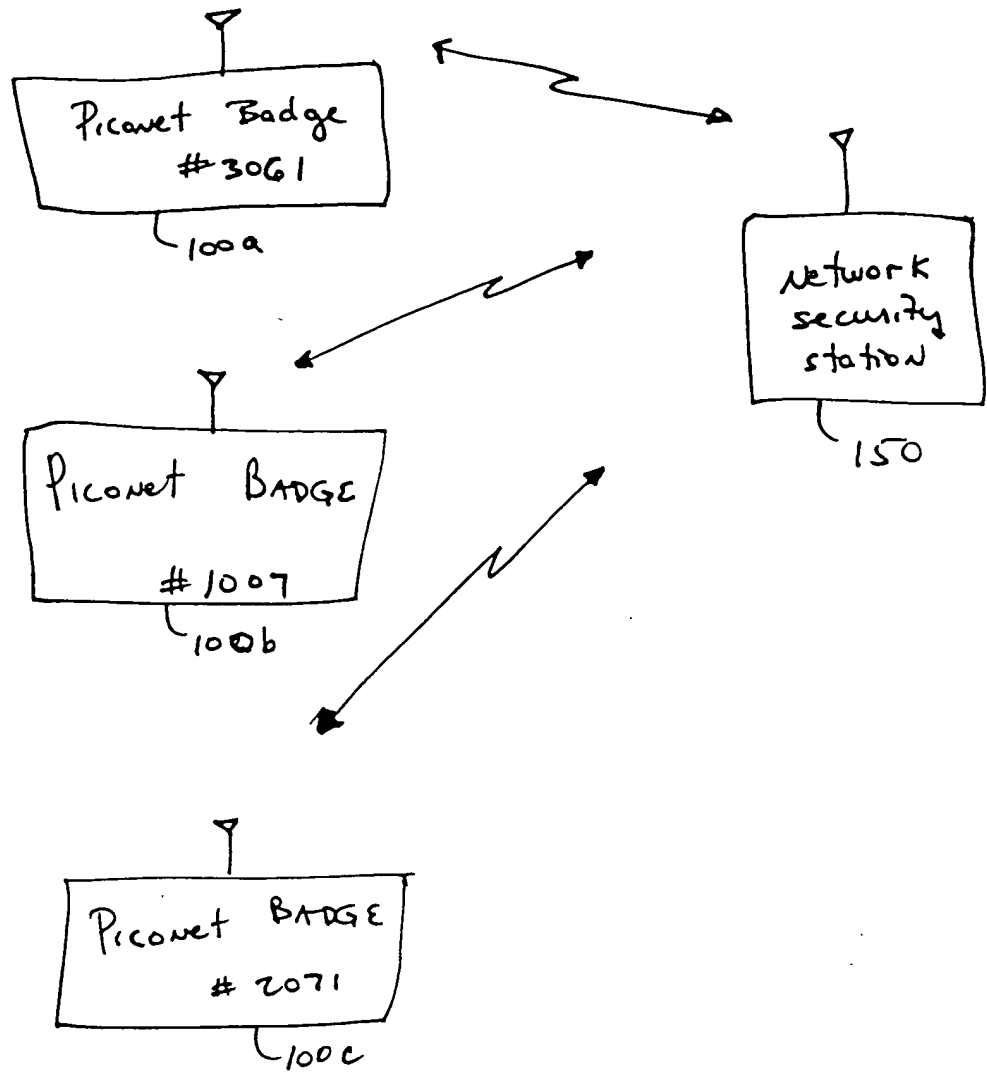 Piconet Badge
#3061
100a
Network
security
station
150
Piconet BADGE
#1007
100b
Piconet BADGE
# 2071
100c